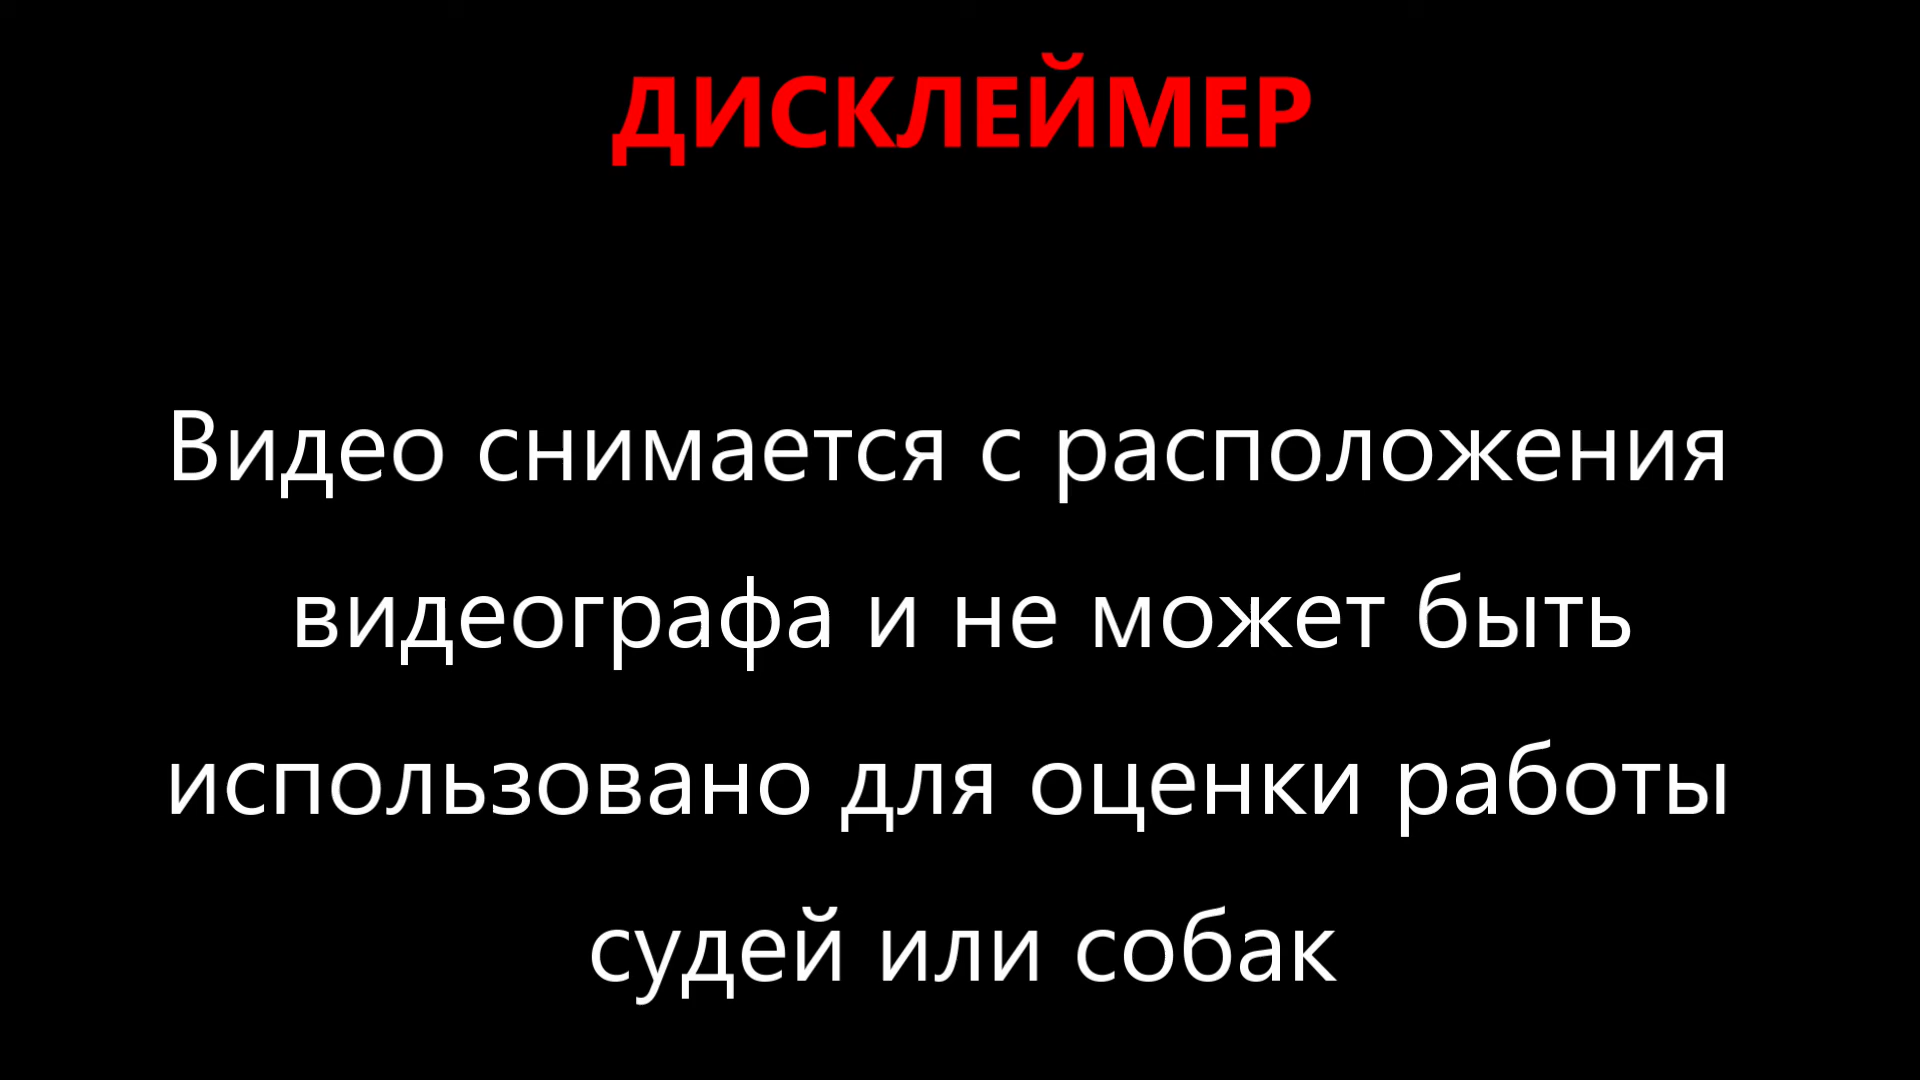 ДИСКЛЕЙМЕР
Видео снимается с расположения
видеографа и не может быть
использовано для оценки работы
судей или собак